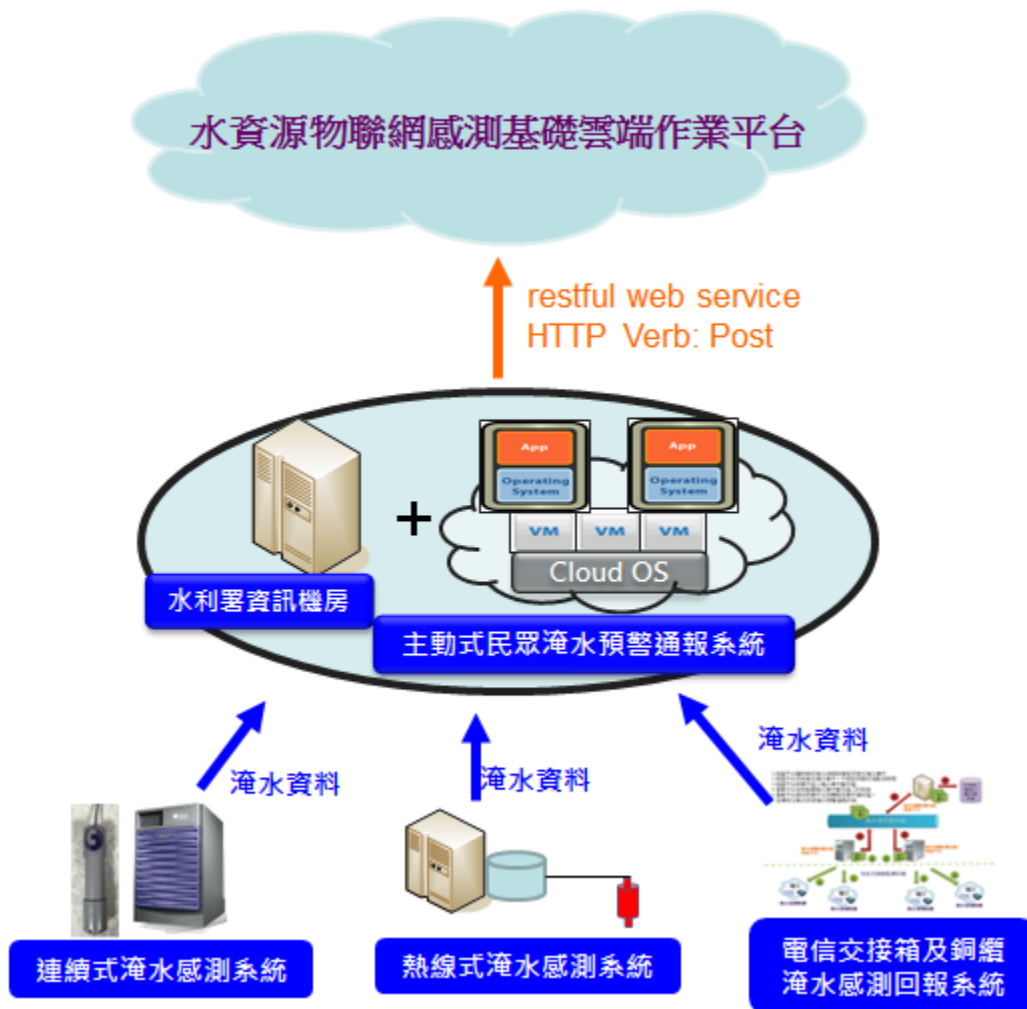 水資源物聯網感測基礎雲端作業平台
restful web service
HTTP Verb: Post
App
Operating
System
App
Operating
System
+
VM
VM
VM
Cloud OS
水利署資訊機房
主動式民眾淹水預警通報系統
淹水資料
淹水資料
淹水資料
連續式淹水感測系統
熱線式淹水感測系統
電信交接箱及銅纜
淹水感測回報系統